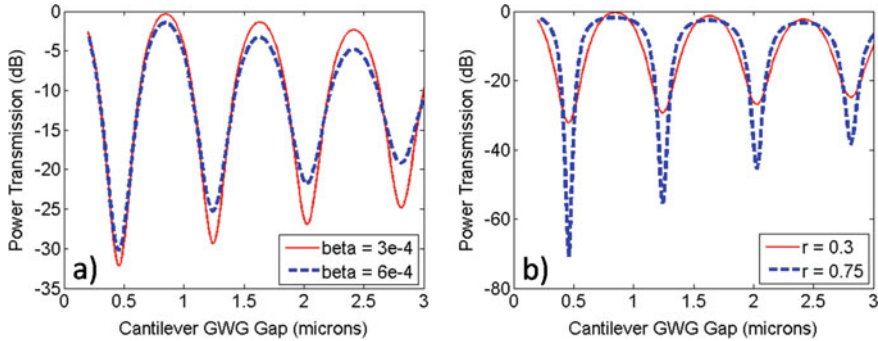 0
-5
-10
-15
-20
-25
-30
-35
0
0.5
1
1.5
2
2.5
3
Power Transmission (dB)
Cantilever GWG Gap (microns)
a)
beta = 3e-4
beta = 6e-4
0
-20
-40
-60
-80
0
0.5
1
1.5
2
2.5
3
Power Transmission (dB)
Cantilever GWG Gap (microns)
b)
r = 0.3
r = 0.75